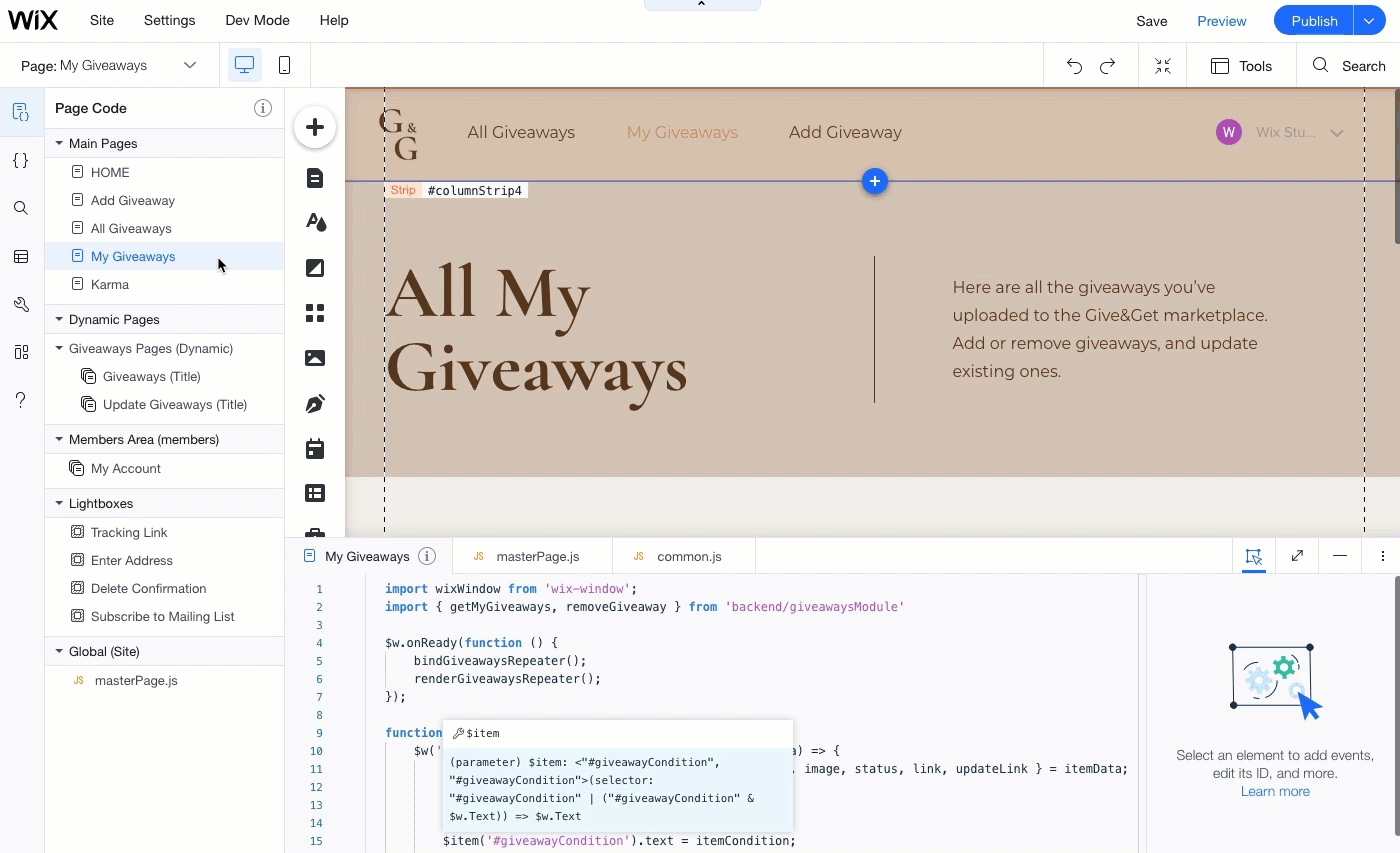 WiX Site Settings Dev Mode Help Save Preview Publish
Page: My Giveaways Tools Search
Page Code
Main Pages
HOME
Add Giveaway
All Giveaways
My Giveaways
Karma
Dynamic Pages
Giveaways Pages (Dynamic)
Giveaways (Title)
Update Giveaways (Title)
Members Area (members)
My Account
Lightboxes
Tracking Link
Enter Address
Delete Confirmation
Subscribe to Mailing List
Global (Site)
JS masterPage.js
G &
G
All Giveaways My Giveaways Add Giveaway W Wix Stu...
Strip #columnStrip4
All My
Giveaways
Here are all the giveaways you've
uploaded to the Give&Get marketplace.
Add or remove giveaways, and update
existing ones.
My Giveaways JS masterPage.js JS common.js
1 import wixWindow from 'wix-window';
2 import { getMyGiveaways, removeGiveaway } from 'backend/giveawaysModule'
3
4 $w.onReady(function () {
5 bindGiveawaysRepeater();
6 renderGiveawaysRepeater();
7 });
8
9 function
10 $w(' a) => {
11 , image, status, link, updateLink } = itemData;
12
13
14
15 $item('#giveawayCondition').text = itemCondition;
$item
(parameter) $item: <"#giveawayCondition",
"#giveawayCondition">(selector:
"#giveawayCondition" | ("#giveawayCondition" &
$w.Text)) => $w.Text
Select an element to add events,
edit its ID, and more.
Learn more